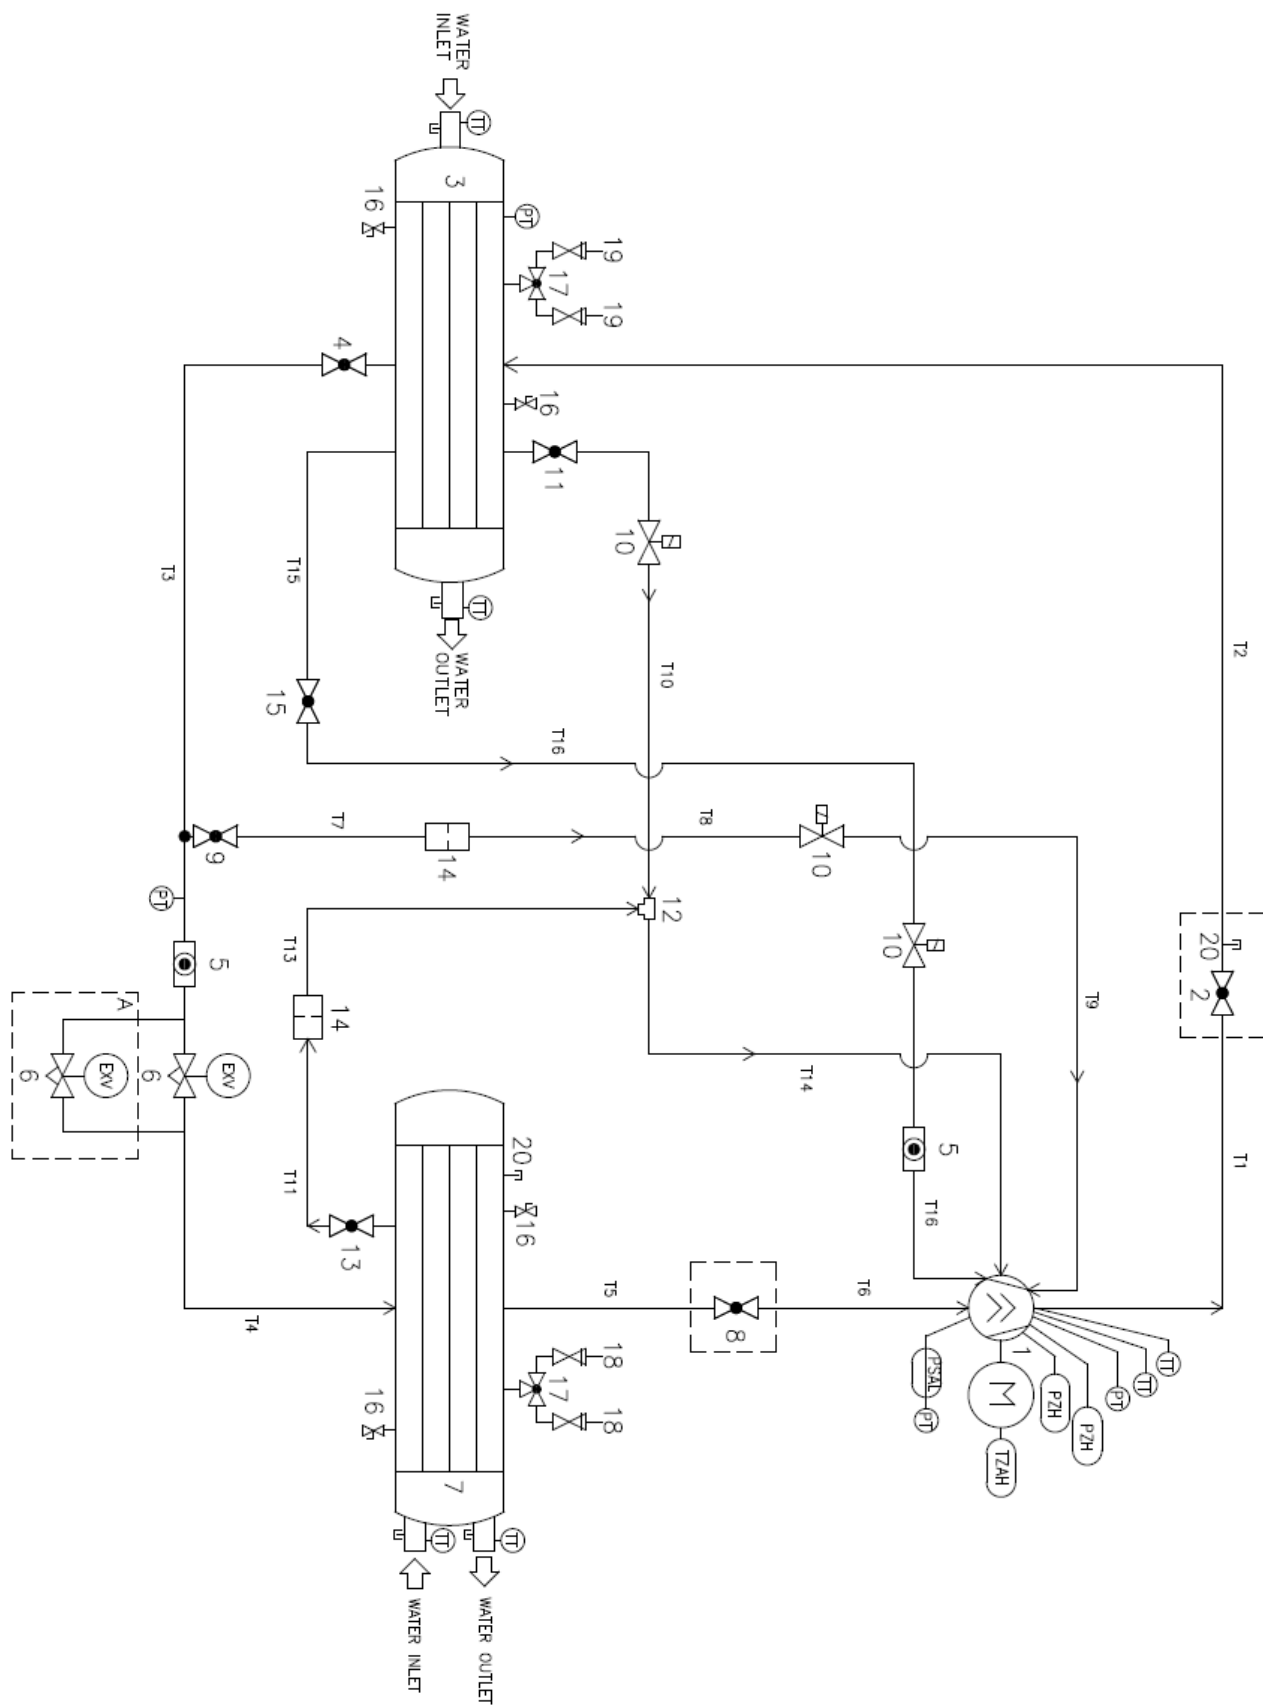 T2
T1
20
2
TT
TT
PT
T9
PZH
PZH
1
M
TZAH
5
T16
PSAL
PT
10
T6
10
T14
8
T8
12
T10
19
19
10
T5
18
18
17
11
T16
16
PT
20
16
17
TT
TT
TT
WATER OUTLET
WATER
INLET
3
WATER
OUTLET
7
14
TT
WATER INLET
16
16
4
13
14
T7
T15
15
T13
T11
T4
5
9
EXV
T3
PT
6
A
EXV
6